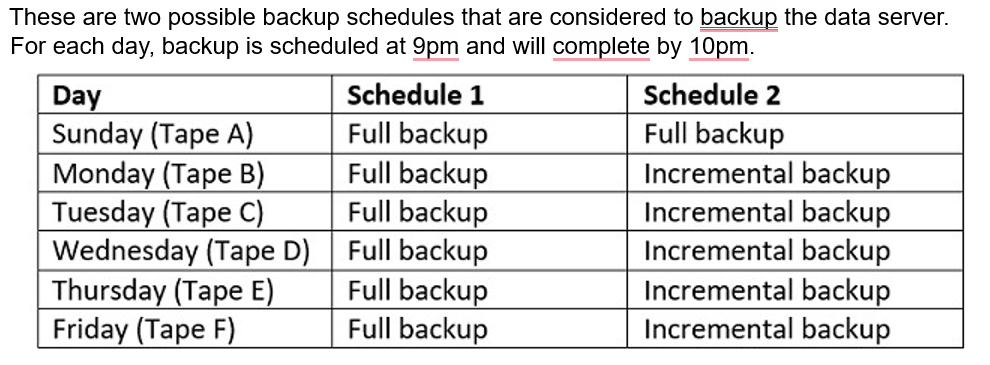 These are two possible backup schedules that are considered to backup the data server.
For each day, backup is scheduled at 9pm and will complete by 10pm.
Day Schedule 1 Schedule 2
Sunday (Tape A) Full backup Full backup
Monday (Tape B) Full backup Incremental backup
Tuesday (Tape C) Full backup Incremental backup
Wednesday (Tape D) Full backup Incremental backup
Thursday (Tape E) Full backup Incremental backup
Friday (Tape F) Full backup Incremental backup